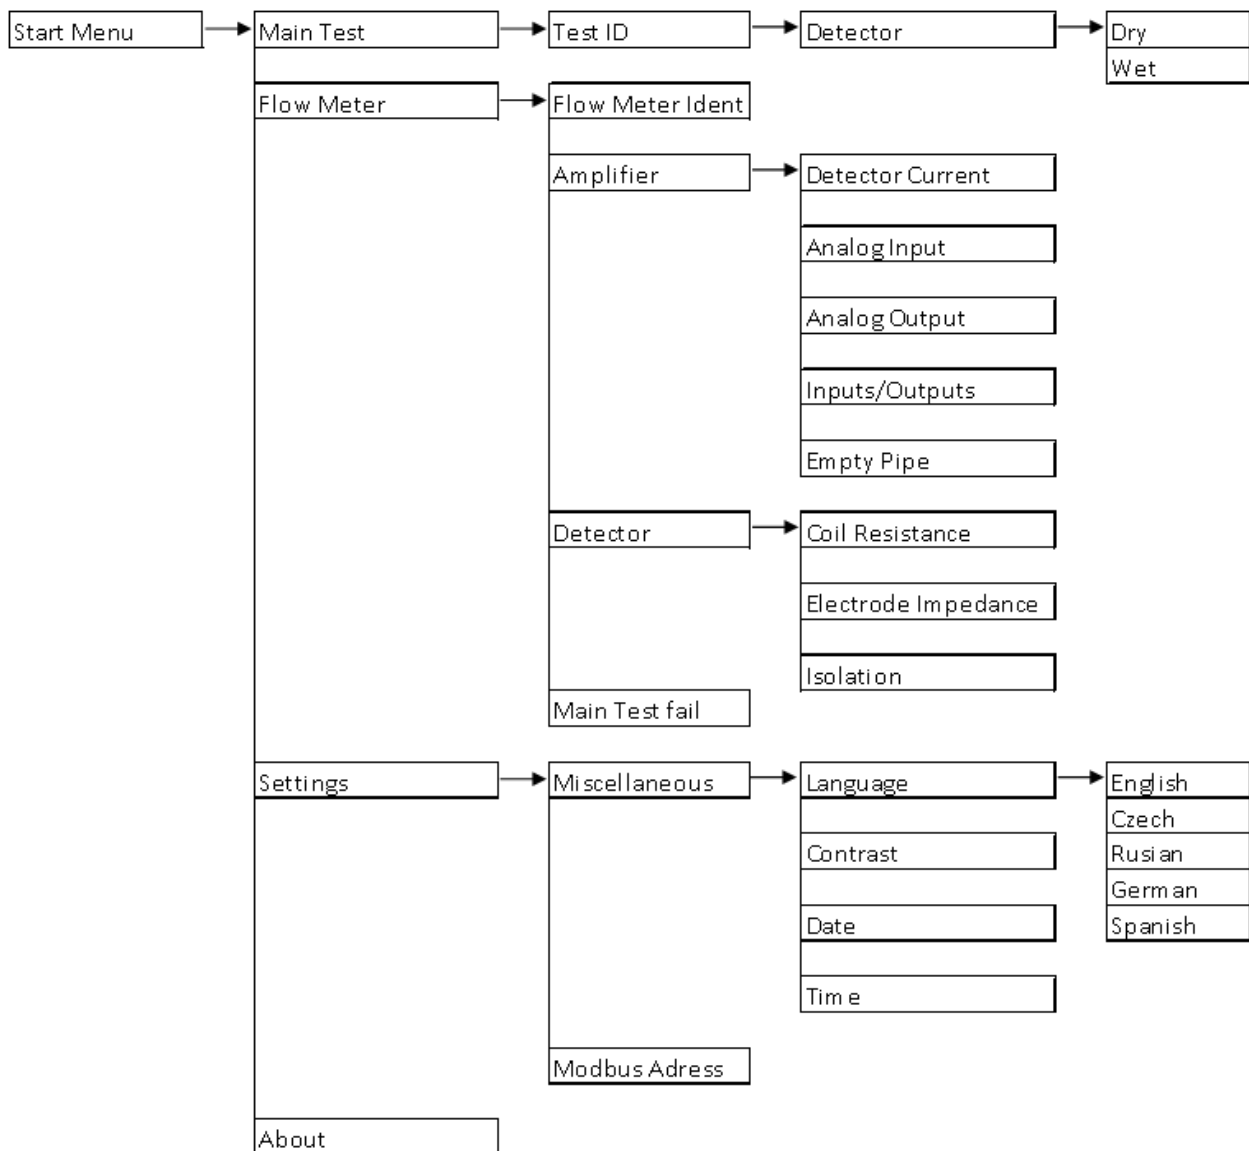 Start Menu
Main Test
Test ID
Detector
Dry
Wet
Flow Meter
Flow Meter Ident
Amplifier
Detector Current
Analog Input
Analog Output
Inputs/Outputs
Empty Pipe
Detector
Coil Resistance
Electrode Impedance
Isolation
Main Test fail
Settings
Miscellaneous
Language
English
Czech
Rusian
German
Spanish
Contrast
Date
Time
Modbus Adress
About